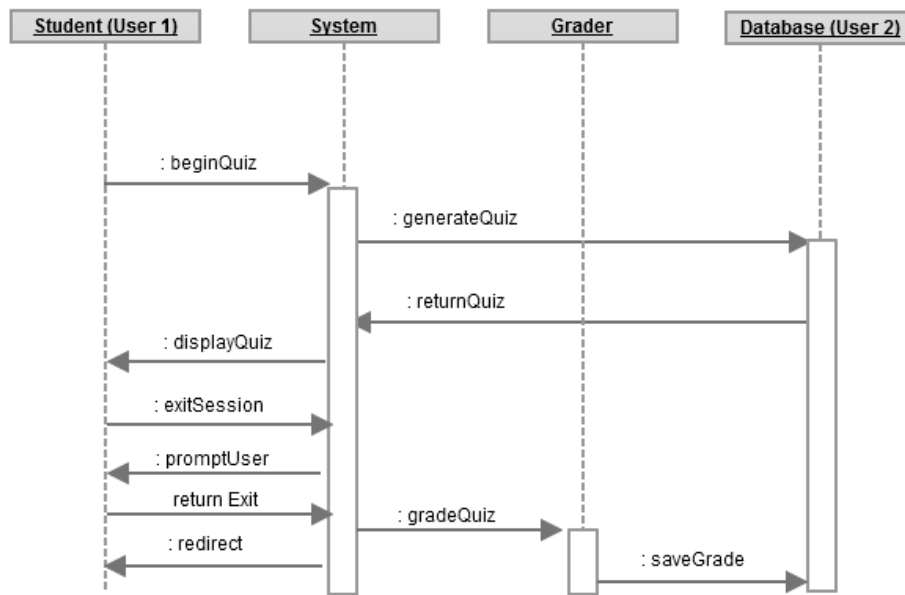 Student (User 1)
System
Grader
Database (User 2)
: beginQuiz
: generateQuiz
: returnQuiz
: displayQuiz
: exitSession
: promptUser
return Exit
: gradeQuiz
: redirect
: saveGrade